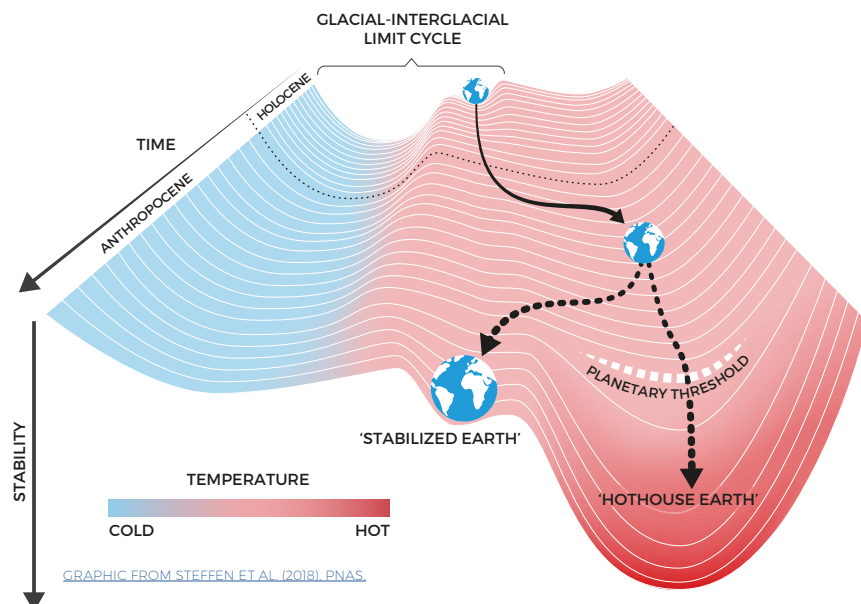 GLACIAL-INTERGLACIAL
LIMIT CYCLE
HOLOCENE
TIME
ANTHROPOCENE
PLANETARY THRESHOLD
'STABILIZED EARTH'
STABILITY
TEMPERATURE
'HOTHOUSE EARTH'
COLD
HOT
GRAPHIC FROM STEFFEN ET AL. (2018), PNAS.